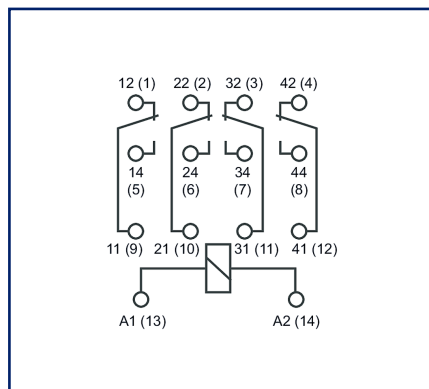 12 (1) 22 (2) 32 (3) 42 (4)
14 24 34 44
(5) (6) (7) (8)
11 (9) 21 (10) 31 (11) 41 (12)
A1 (13) A2 (14)